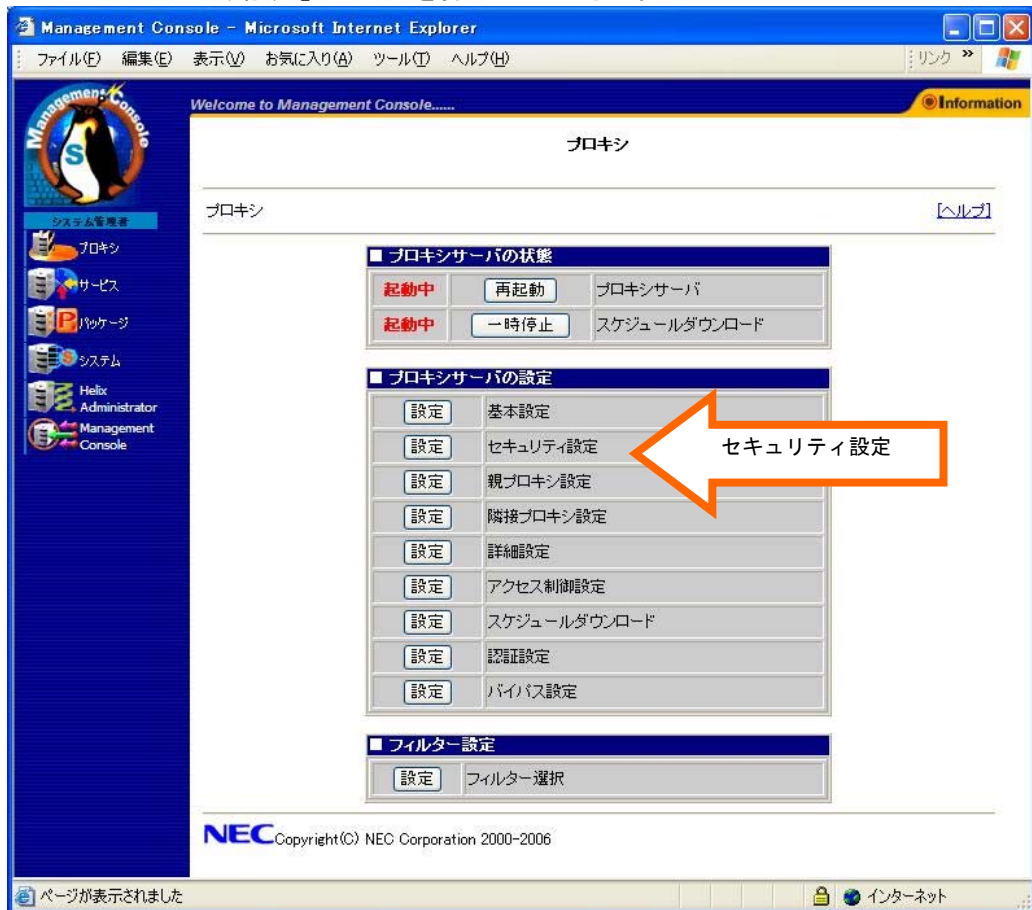 Management Console - Microsoft Internet Explorer
ファイル(F) 編集(E) 表示(V) お気に入り(A) ツール(T) ヘルプ(H) リンク »
Management Console
Welcome to Management Console......
Information
S
システム管理者
プロキシ
サービス
パッケージ
システム
Helix
Administrator
Management
Console
プロキシ
プロキシ [ヘルプ]
■ プロキシサーバの状態
起動中 再起動 プロキシサーバ
起動中 一時停止 スケジュールダウンロード
■ プロキシサーバの設定
設定 基本設定
設定 セキュリティ設定
セキュリティ設定
設定 親プロキシ設定
設定 隣接プロキシ設定
設定 詳細設定
設定 アクセス制御設定
設定 スケジュールダウンロード
設定 認証設定
設定 バイパス設定
■ フィルター設定
設定 フィルター選択
NEC Copyright(C) NEC Corporation 2000-2006
ページが表示されました インターネット